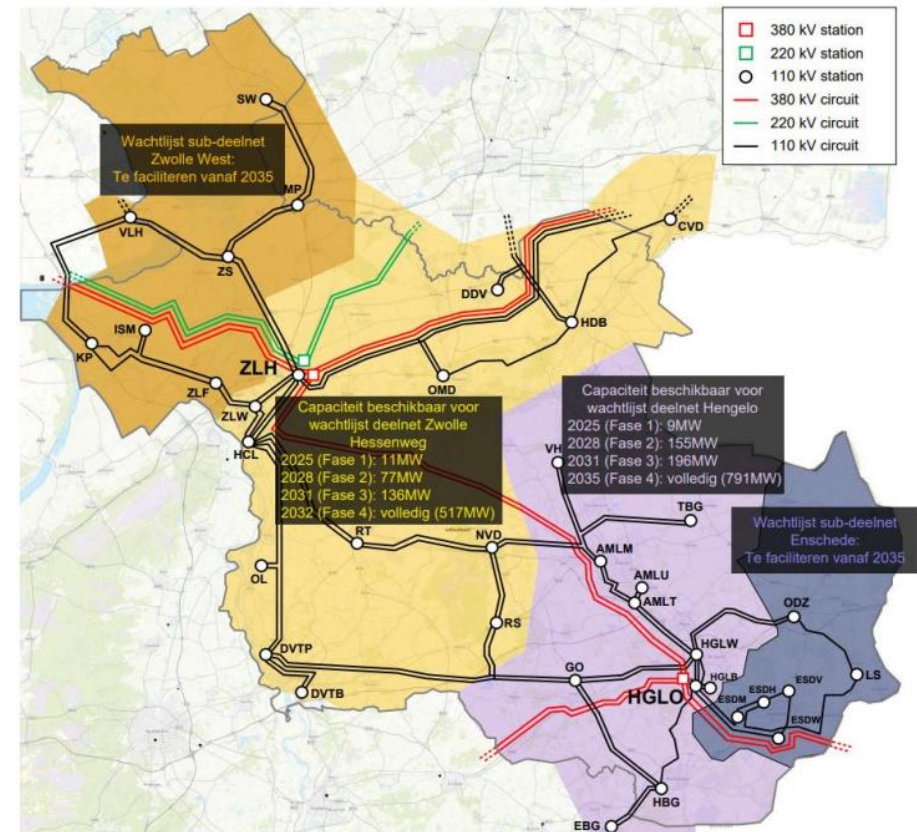 380 kV station
220 kV station
110 kV station
380 kV circuit
220 kV circuit
110 kV circuit
SW
Wachtlijst sub-deelnet
Zwolle West:
Te faciliteren vanaf 2035
MP
VLH
CVD
ZS
DDV
HDB
ISM
KP
ZLH
OMD
ZLF
ZLW
HCL
Capaciteit beschikbaar voor
wachtlijst deelnet Zwolle
Hessenweg
2025 (Fase 1): 11MW
2028 (Fase 2): 77MW
2031 (Fase 3): 136MW
2032 (Fase 4): volledig (517MW)
Capaciteit beschikbaar voor
wachtlijst deelnet Hengelo
2025 (Fase 1): 9MW
2028 (Fase 2): 155MW
2031 (Fase 3): 196MW
2035 (Fase 4): volledig (791MW)
VH
TBG
Wachtlijst sub-deelnet
Enschede:
Te faciliteren vanaf 2035
RT
NVD
AMLM
OL
AMLU
AMLT
ODZ
RS
HGLW
DVTP
GO
LS
HGLB
DVTB
HGLO
ESDM
ESDH
ESDV
ESDW
HBG
EBG